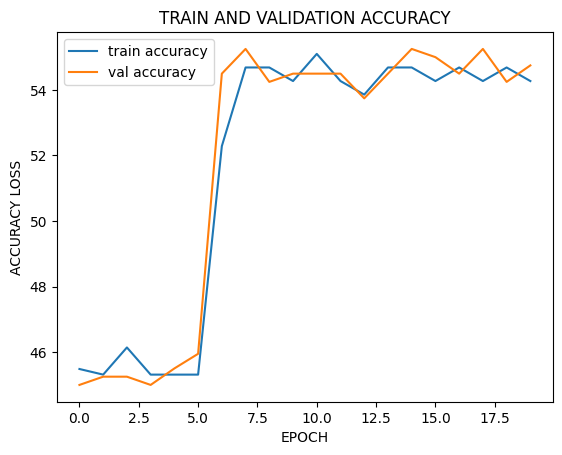 TRAIN AND VALIDATION ACCURACY
train accuracy
val accuracy
54
52
50
48
46
ACCURACY LOSS
0.0 2.5 5.0 7.5 10.0 12.5 15.0 17.5
EPOCH